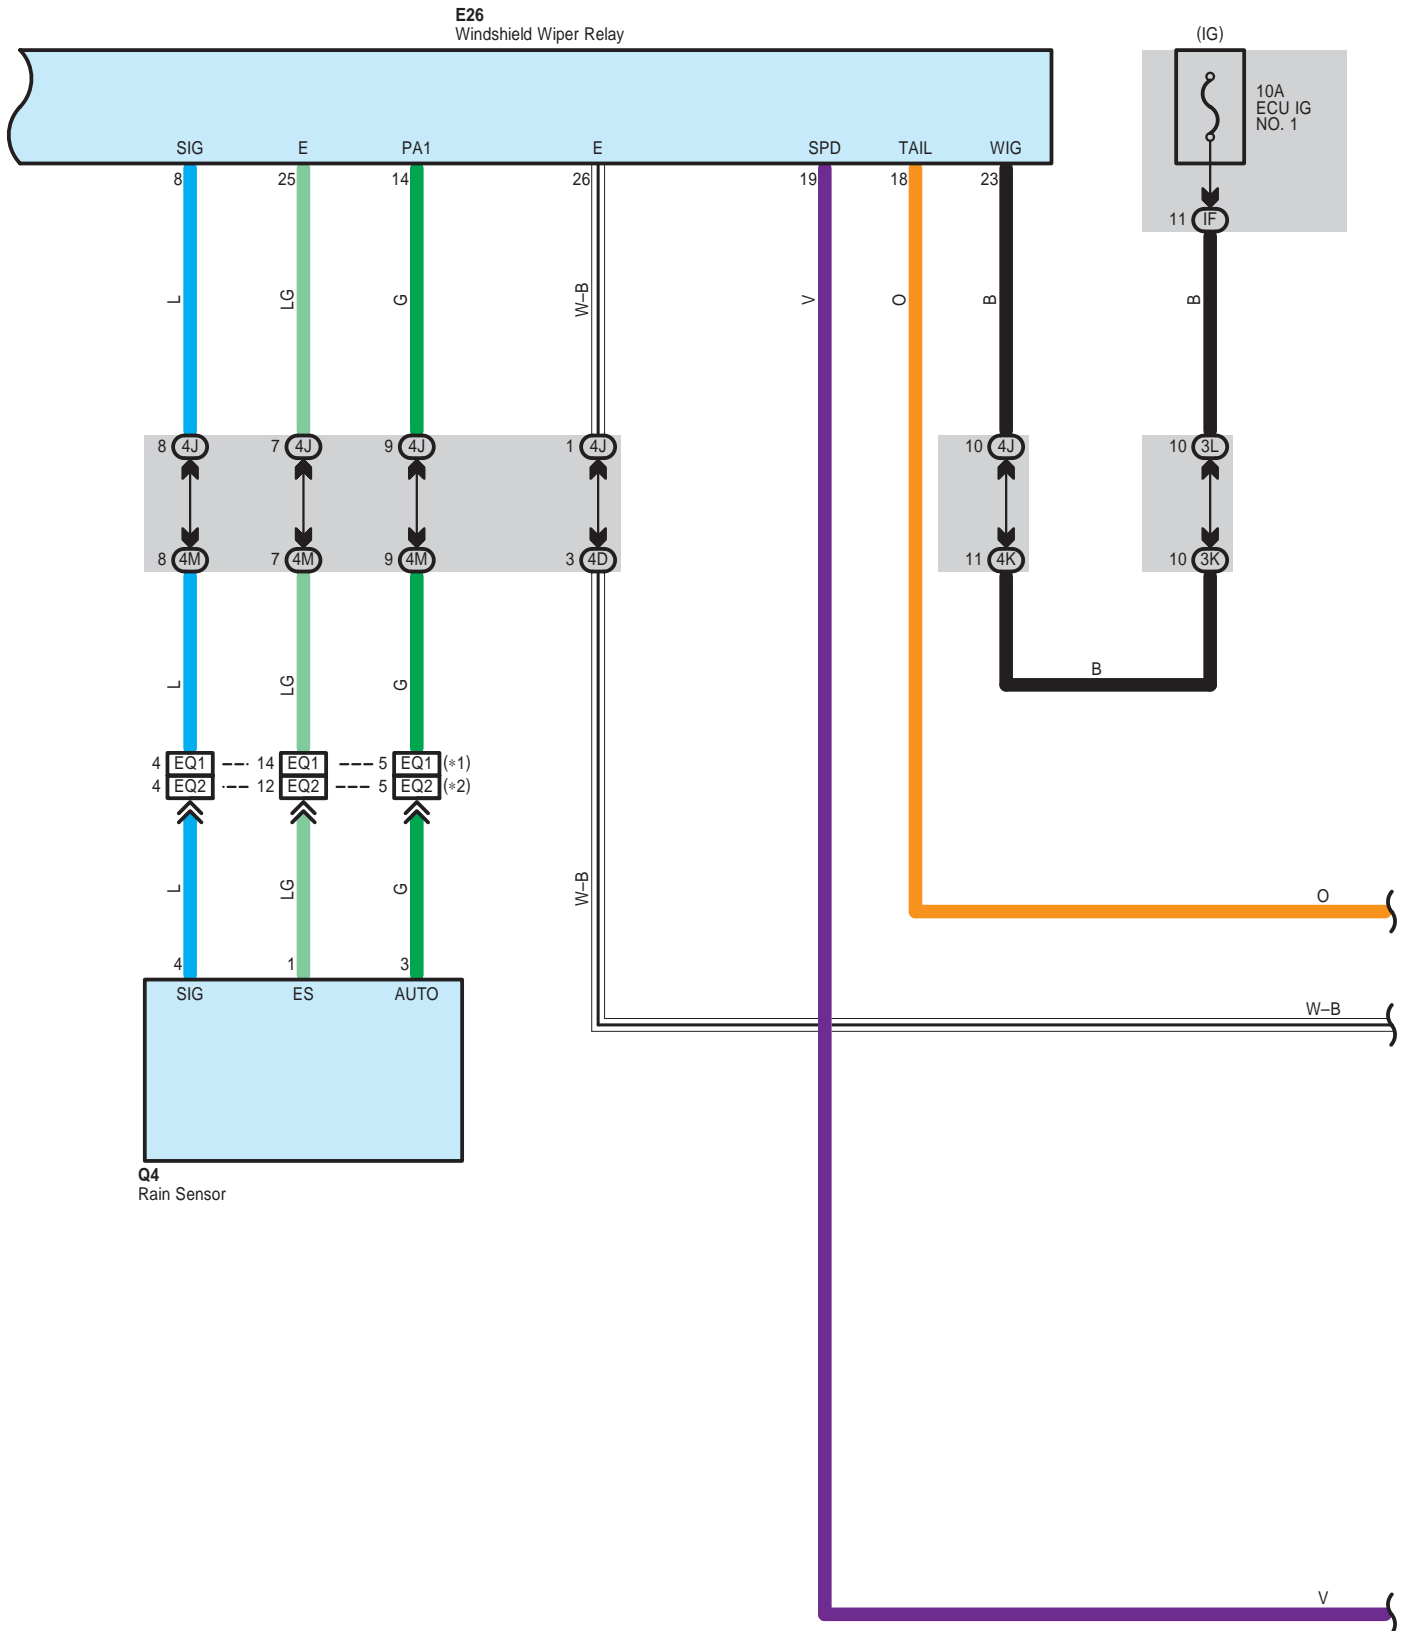 E26
Windshield Wiper Relay
(IG)
10A
ECU IG
NO. 1
SIG E PA1 E SPD TAIL WIG
8 25 14 26 19 18 23
11 IF
L LG G W–B V O B B
8 4J 7 4J 9 4J 1 4J 10 4J 10 3L
8 4M 7 4M 9 4M 3 4D 11 4K 10 3K
L LG G B
4 EQ1 14 EQ1 5 EQ1 (*1)
4 EQ2 12 EQ2 5 EQ2 (*2)
L LG G W–B O
4 1 3
SIG ES AUTO
W–B
Q4
Rain Sensor
V